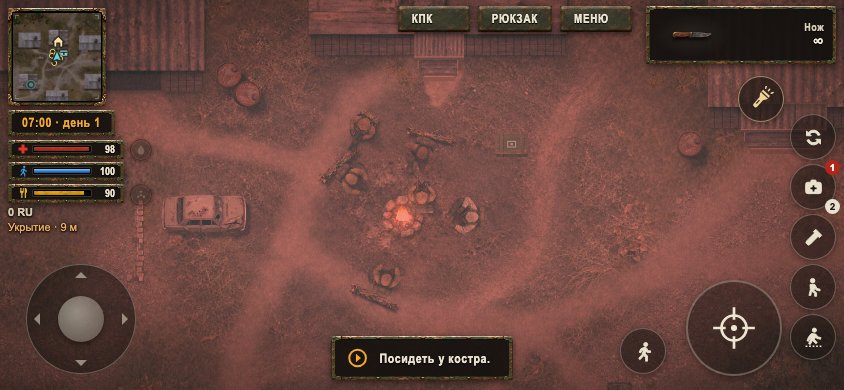 КПК
РЮКЗАК
МЕНЮ
Нож
∞
07:00 · день 1
98
100
90
0 RU
Укрытие · 9 м
1
2
Посидеть у костра.